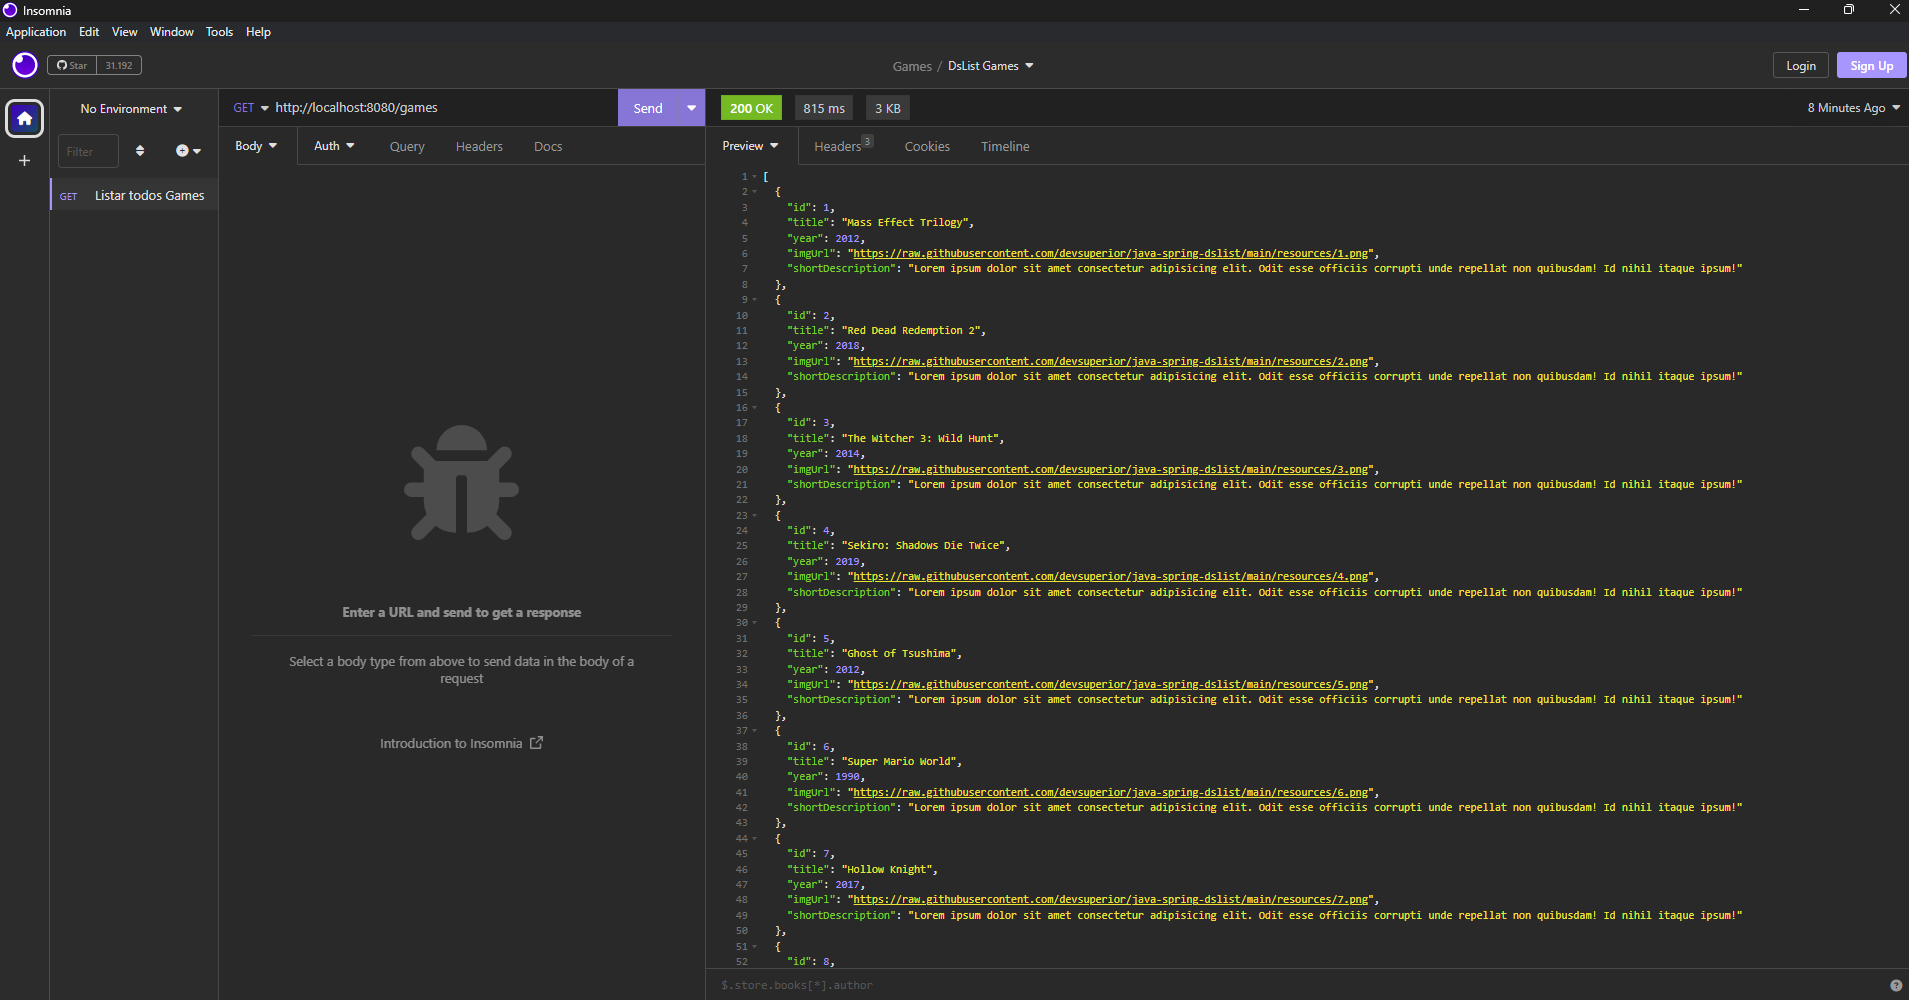 Insomnia
Application Edit View Window Tools Help
Star 31.192
Games / DsList Games
Login Sign Up
No Environment
GET http://localhost:8080/games
Send
200 OK 815 ms 3 KB
8 Minutes Ago
Filter
Body Auth Query Headers Docs
Preview Headers 3 Cookies Timeline
GET Listar todos Games
Enter a URL and send to get a response
Select a body type from above to send data in the body of a
request
Introduction to Insomnia
1 [
2 {
3 "id": 1,
4 "title": "Mass Effect Trilogy",
5 "year": 2012,
6 "imgUrl": "https://raw.githubusercontent.com/devsuperior/java-spring-dslist/main/resources/1.png",
7 "shortDescription": "Lorem ipsum dolor sit amet consectetur adipisicing elit. Odit esse officiis corrupti unde repellat non quibusdam! Id nihil itaque ipsum!"
8 },
9 {
10 "id": 2,
11 "title": "Red Dead Redemption 2",
12 "year": 2018,
13 "imgUrl": "https://raw.githubusercontent.com/devsuperior/java-spring-dslist/main/resources/2.png",
14 "shortDescription": "Lorem ipsum dolor sit amet consectetur adipisicing elit. Odit esse officiis corrupti unde repellat non quibusdam! Id nihil itaque ipsum!"
15 },
16 {
17 "id": 3,
18 "title": "The Witcher 3: Wild Hunt",
19 "year": 2014,
20 "imgUrl": "https://raw.githubusercontent.com/devsuperior/java-spring-dslist/main/resources/3.png",
21 "shortDescription": "Lorem ipsum dolor sit amet consectetur adipisicing elit. Odit esse officiis corrupti unde repellat non quibusdam! Id nihil itaque ipsum!"
22 },
23 {
24 "id": 4,
25 "title": "Sekiro: Shadows Die Twice",
26 "year": 2019,
27 "imgUrl": "https://raw.githubusercontent.com/devsuperior/java-spring-dslist/main/resources/4.png",
28 "shortDescription": "Lorem ipsum dolor sit amet consectetur adipisicing elit. Odit esse officiis corrupti unde repellat non quibusdam! Id nihil itaque ipsum!"
29 },
30 {
31 "id": 5,
32 "title": "Ghost of Tsushima",
33 "year": 2012,
34 "imgUrl": "https://raw.githubusercontent.com/devsuperior/java-spring-dslist/main/resources/5.png",
35 "shortDescription": "Lorem ipsum dolor sit amet consectetur adipisicing elit. Odit esse officiis corrupti unde repellat non quibusdam! Id nihil itaque ipsum!"
36 },
37 {
38 "id": 6,
39 "title": "Super Mario World",
40 "year": 1990,
41 "imgUrl": "https://raw.githubusercontent.com/devsuperior/java-spring-dslist/main/resources/6.png",
42 "shortDescription": "Lorem ipsum dolor sit amet consectetur adipisicing elit. Odit esse officiis corrupti unde repellat non quibusdam! Id nihil itaque ipsum!"
43 },
44 {
45 "id": 7,
46 "title": "Hollow Knight",
47 "year": 2017,
48 "imgUrl": "https://raw.githubusercontent.com/devsuperior/java-spring-dslist/main/resources/7.png",
49 "shortDescription": "Lorem ipsum dolor sit amet consectetur adipisicing elit. Odit esse officiis corrupti unde repellat non quibusdam! Id nihil itaque ipsum!"
50 },
51 {
52 "id": 8,
$.store.books[*].author